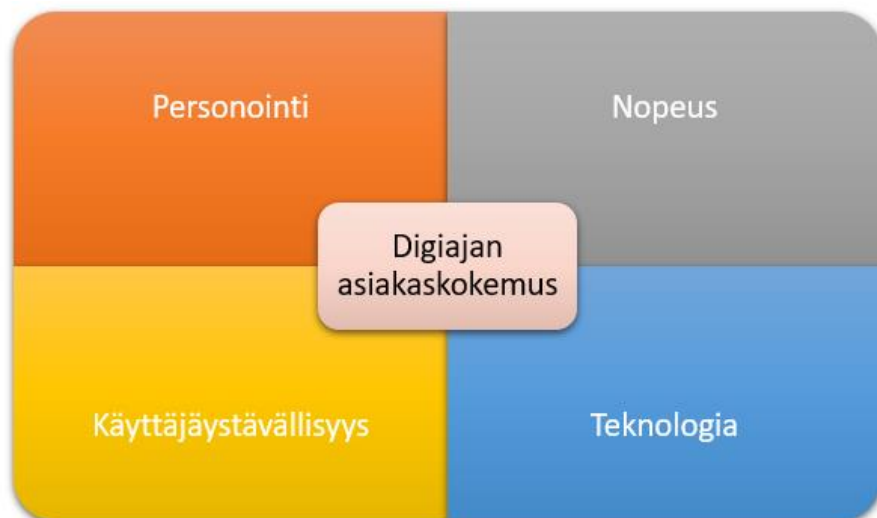 Personointi
Nopeus
Digiajan
asiakaskokemus
Käyttäjäystävällisyys
Teknologia